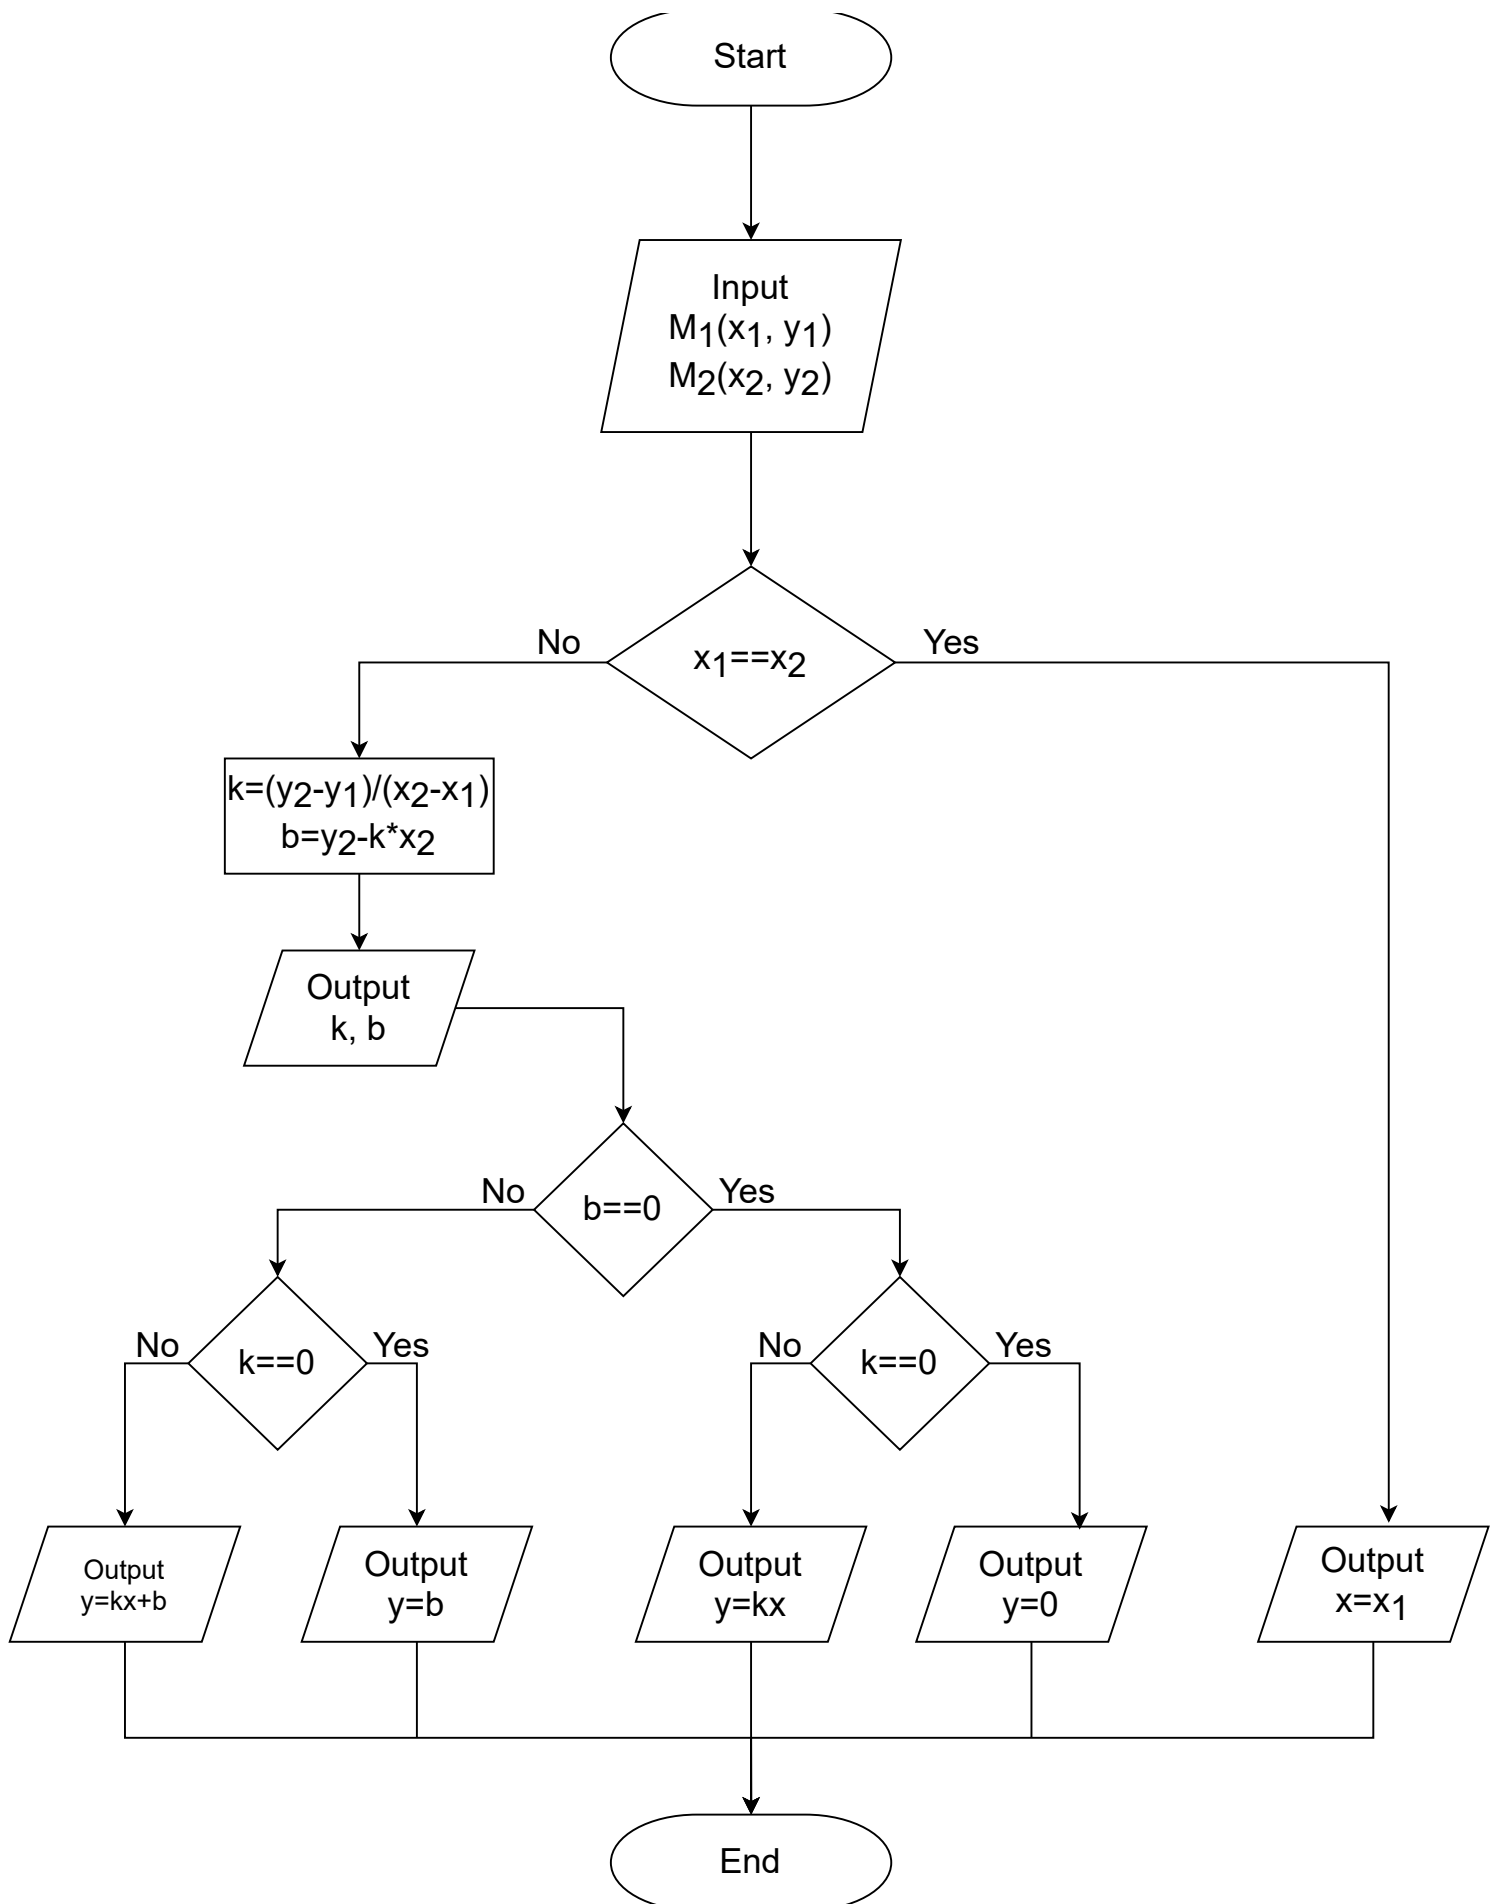 Start
Input
M₁(x₁, y₁)
M₂(x₂, y₂)
No
Yes
x₁==x₂
k=(y₂-y₁)/(x₂-x₁)
b=y₂-k*x₂
Output
k, b
No
Yes
b==0
No
Yes
k==0
No
Yes
k==0
Output
y=kx+b
Output
y=b
Output
y=kx
Output
y=0
Output
x=x₁
End